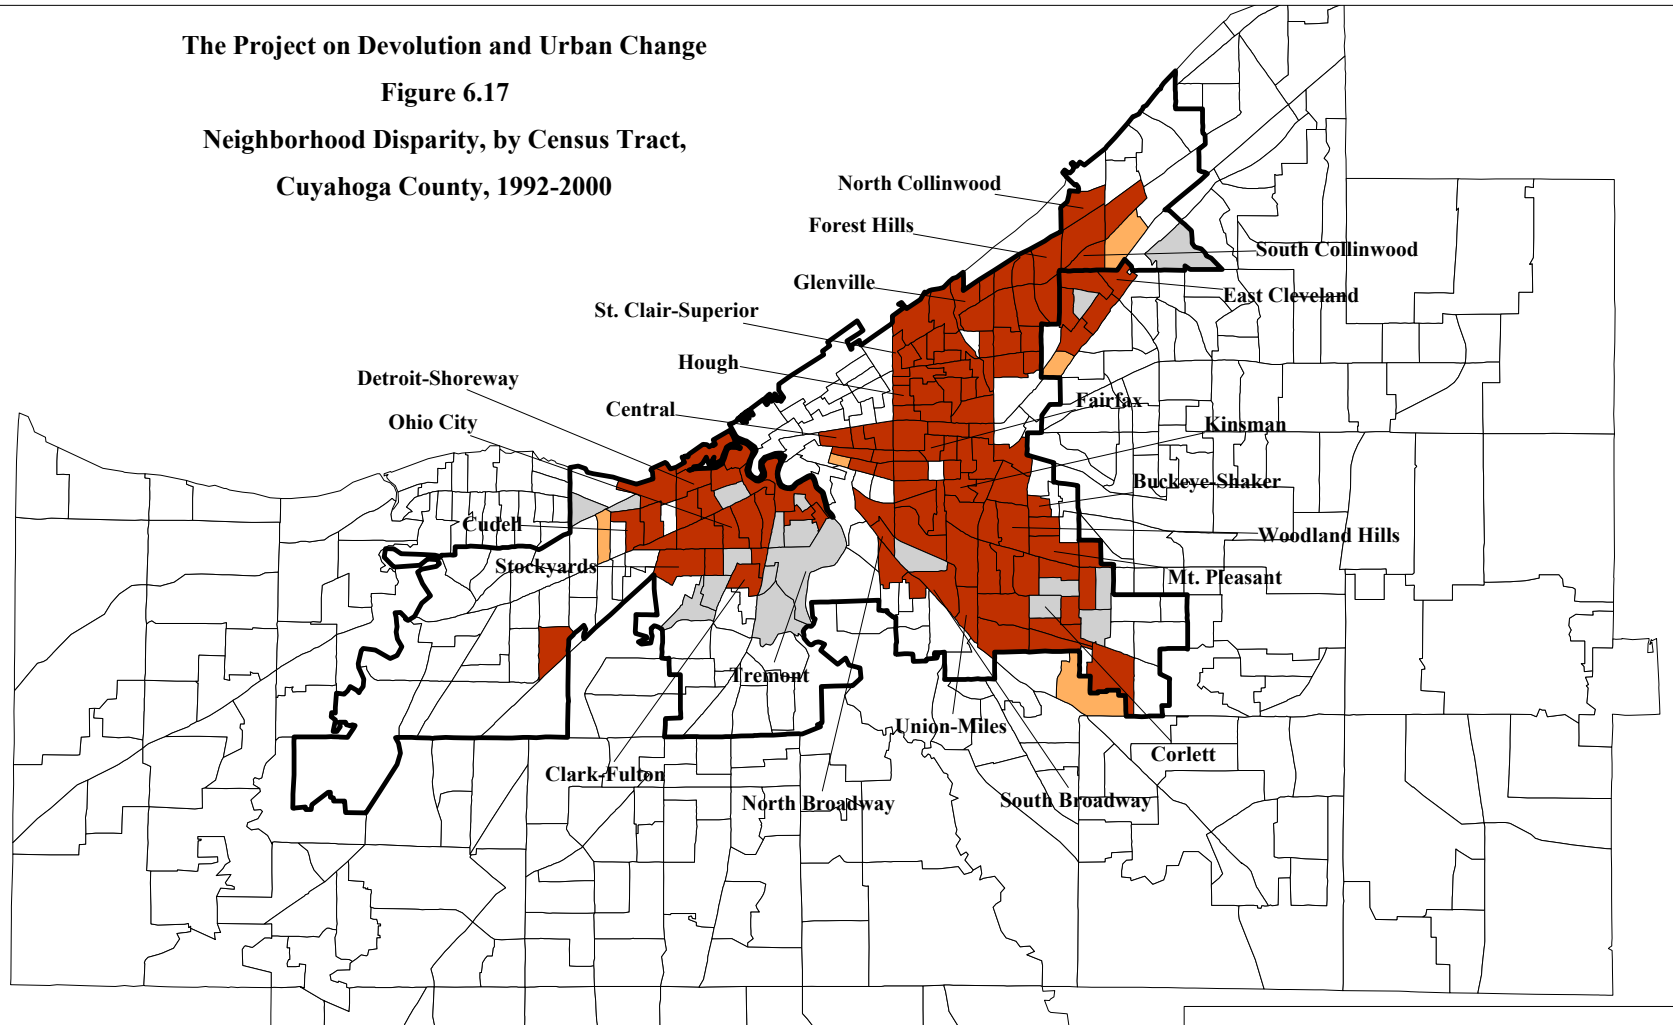 The Project on Devolution and Urban Change
Figure 6.17
Neighborhood Disparity, by Census Tract,
Cuyahoga County, 1992-2000
North Collinwood
Forest Hills
South Collinwood
Glenville
East Cleveland
St. Clair-Superior
Hough
Detroit-Shoreway
Fairfax
Central
Ohio City
Kinsman
Buckeye-Shaker
Cudell
Woodland Hills
Stockyards
Mt. Pleasant
Tremont
Union-Miles
Corlett
Clark-Fulton
North Broadway
South Broadway